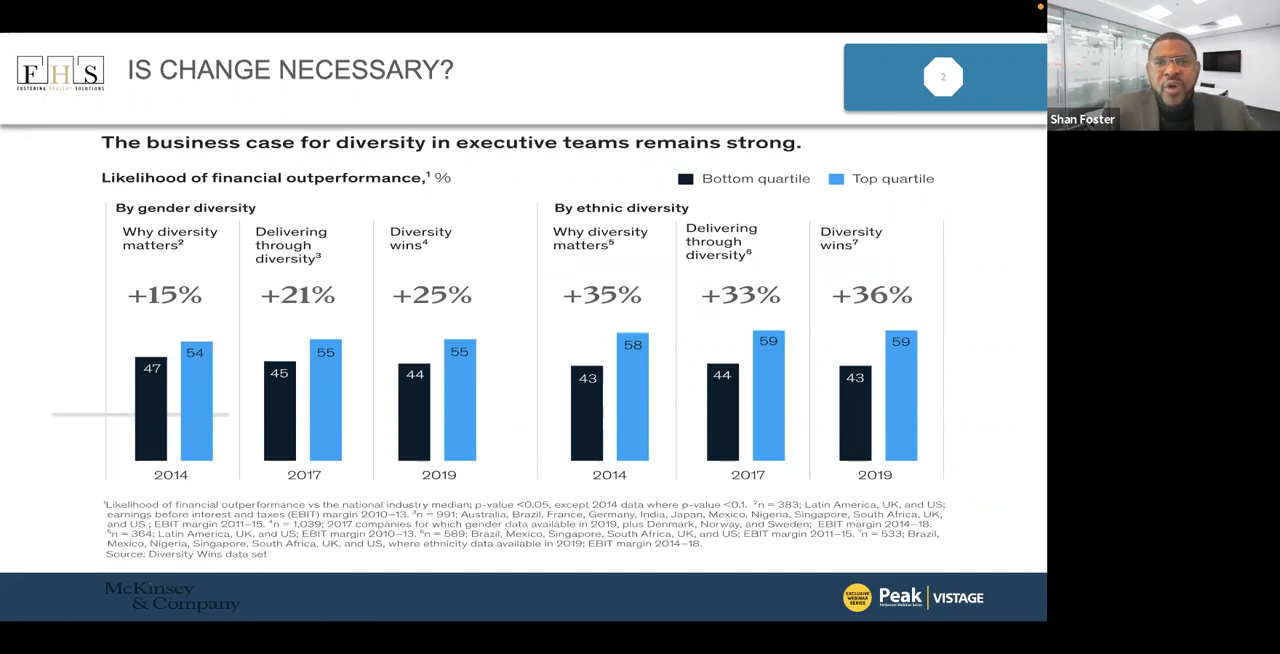 FHS
FOSTERING HEALTHY SOLUTIONS
IS CHANGE NECESSARY?
2
Shan Foster
The business case for diversity in executive teams remains strong.
Likelihood of financial outperformance,¹ %
Bottom quartile
Top quartile
By gender diversity
By ethnic diversity
Why diversity
matters²
Delivering
through
diversity³
Diversity
wins⁴
Why diversity
matters⁵
Delivering
through
diversity⁶
Diversity
wins⁷
+15%
+21%
+25%
+35%
+33%
+36%
47
54
45
55
44
55
43
58
44
59
43
59
2014
2017
2019
2014
2017
2019
¹Likelihood of financial outperformance vs the national industry median; p-value <0.05, except 2014 data where p-value <0.1. ²n = 383; Latin America, UK, and US;
earnings before interest and taxes (EBIT) margin 2010–13. ³n = 991; Australia, Brazil, France, Germany, India, Japan, Mexico, Nigeria, Singapore, South Africa, UK,
and US ; EBIT margin 2011–15. ⁴n = 1,039; 2017 companies for which gender data available in 2019, plus Denmark, Norway, and Sweden; EBIT margin 2014–18.
⁵n = 364; Latin America, UK, and US; EBIT margin 2010–13. ⁶n = 589; Brazil, Mexico, Singapore, South Africa, UK, and US; EBIT margin 2011–15. ⁷n = 533; Brazil,
Mexico, Nigeria, Singapore, South Africa, UK, and US, where ethnicity data available in 2019; EBIT margin 2014–18.
Source: Diversity Wins data set
McKinsey
& Company
EXCLUSIVE
WEBINAR
SERIES
Peak
Performer Webinar Series
VISTAGE